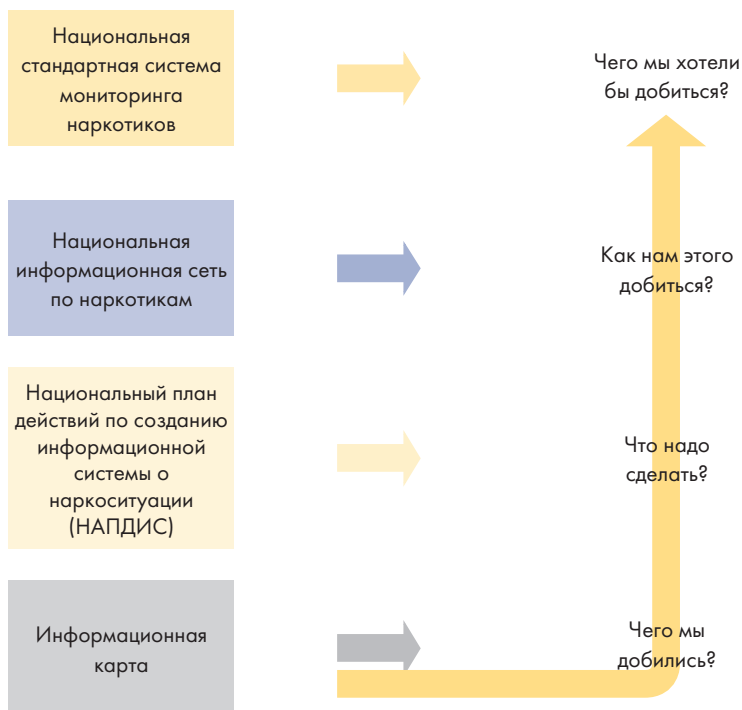 Национальная
стандартная система
мониторинга
наркотиков
Чего мы хотели
бы добиться?
Национальная
информационная сеть
по наркотикам
Как нам этого
добиться?
Национальный план
действий по созданию
информационной
системы о
наркоситуации
(НАПДИС)
Что надо
сделать?
Информационная
карта
Чего мы
добились?